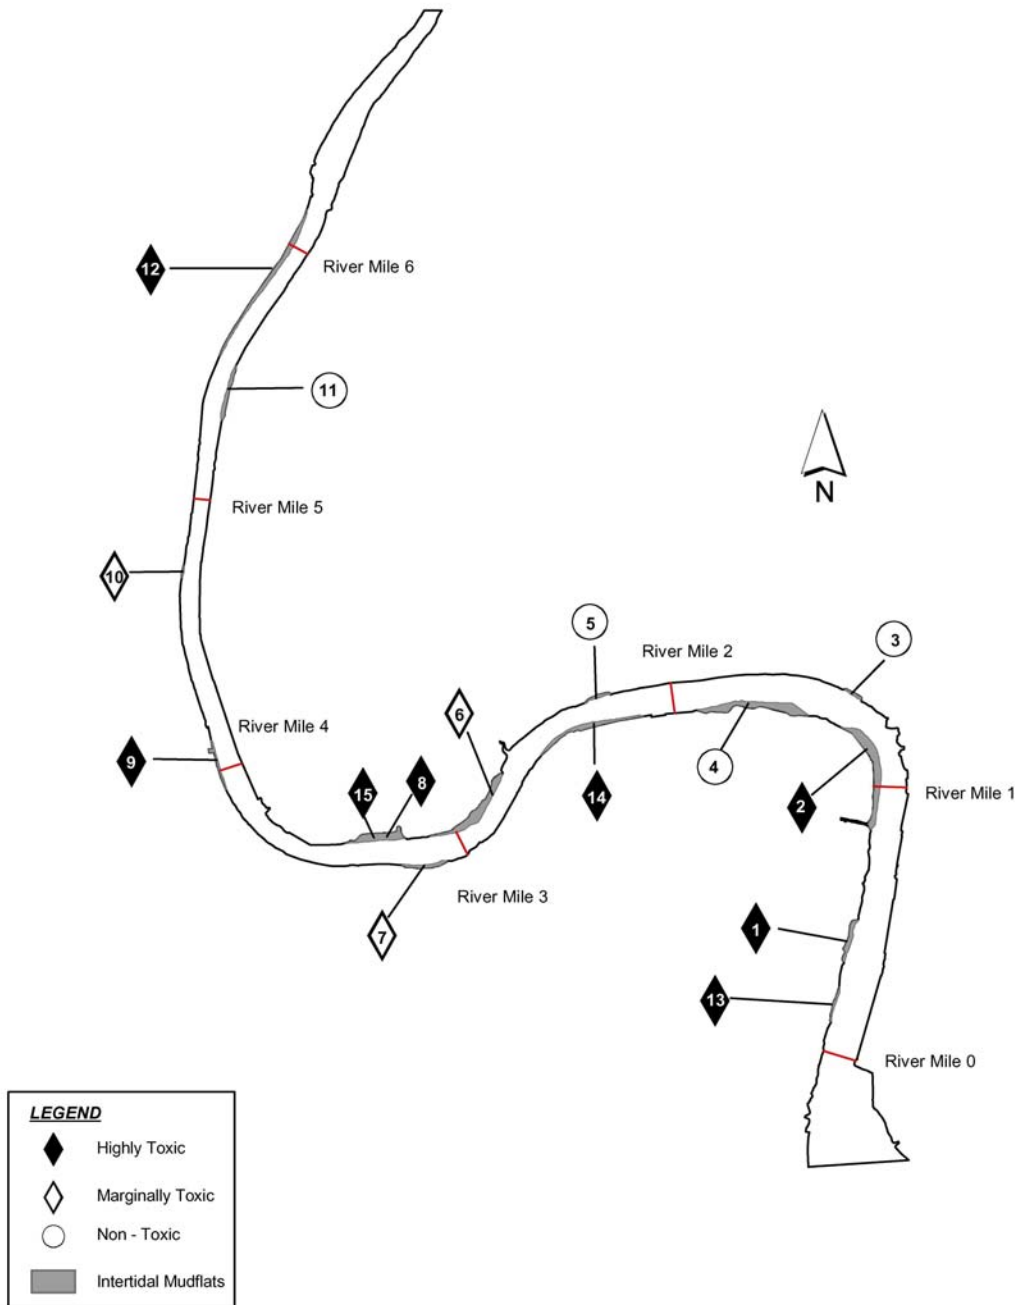 12
River Mile 6
11
N
River Mile 5
10
5
3
River Mile 2
6
River Mile 4
9
4
15
8
14
2
River Mile 1
River Mile 3
7
1
13
River Mile 0
LEGEND
Highly Toxic
Marginally Toxic
Non - Toxic
Intertidal Mudflats